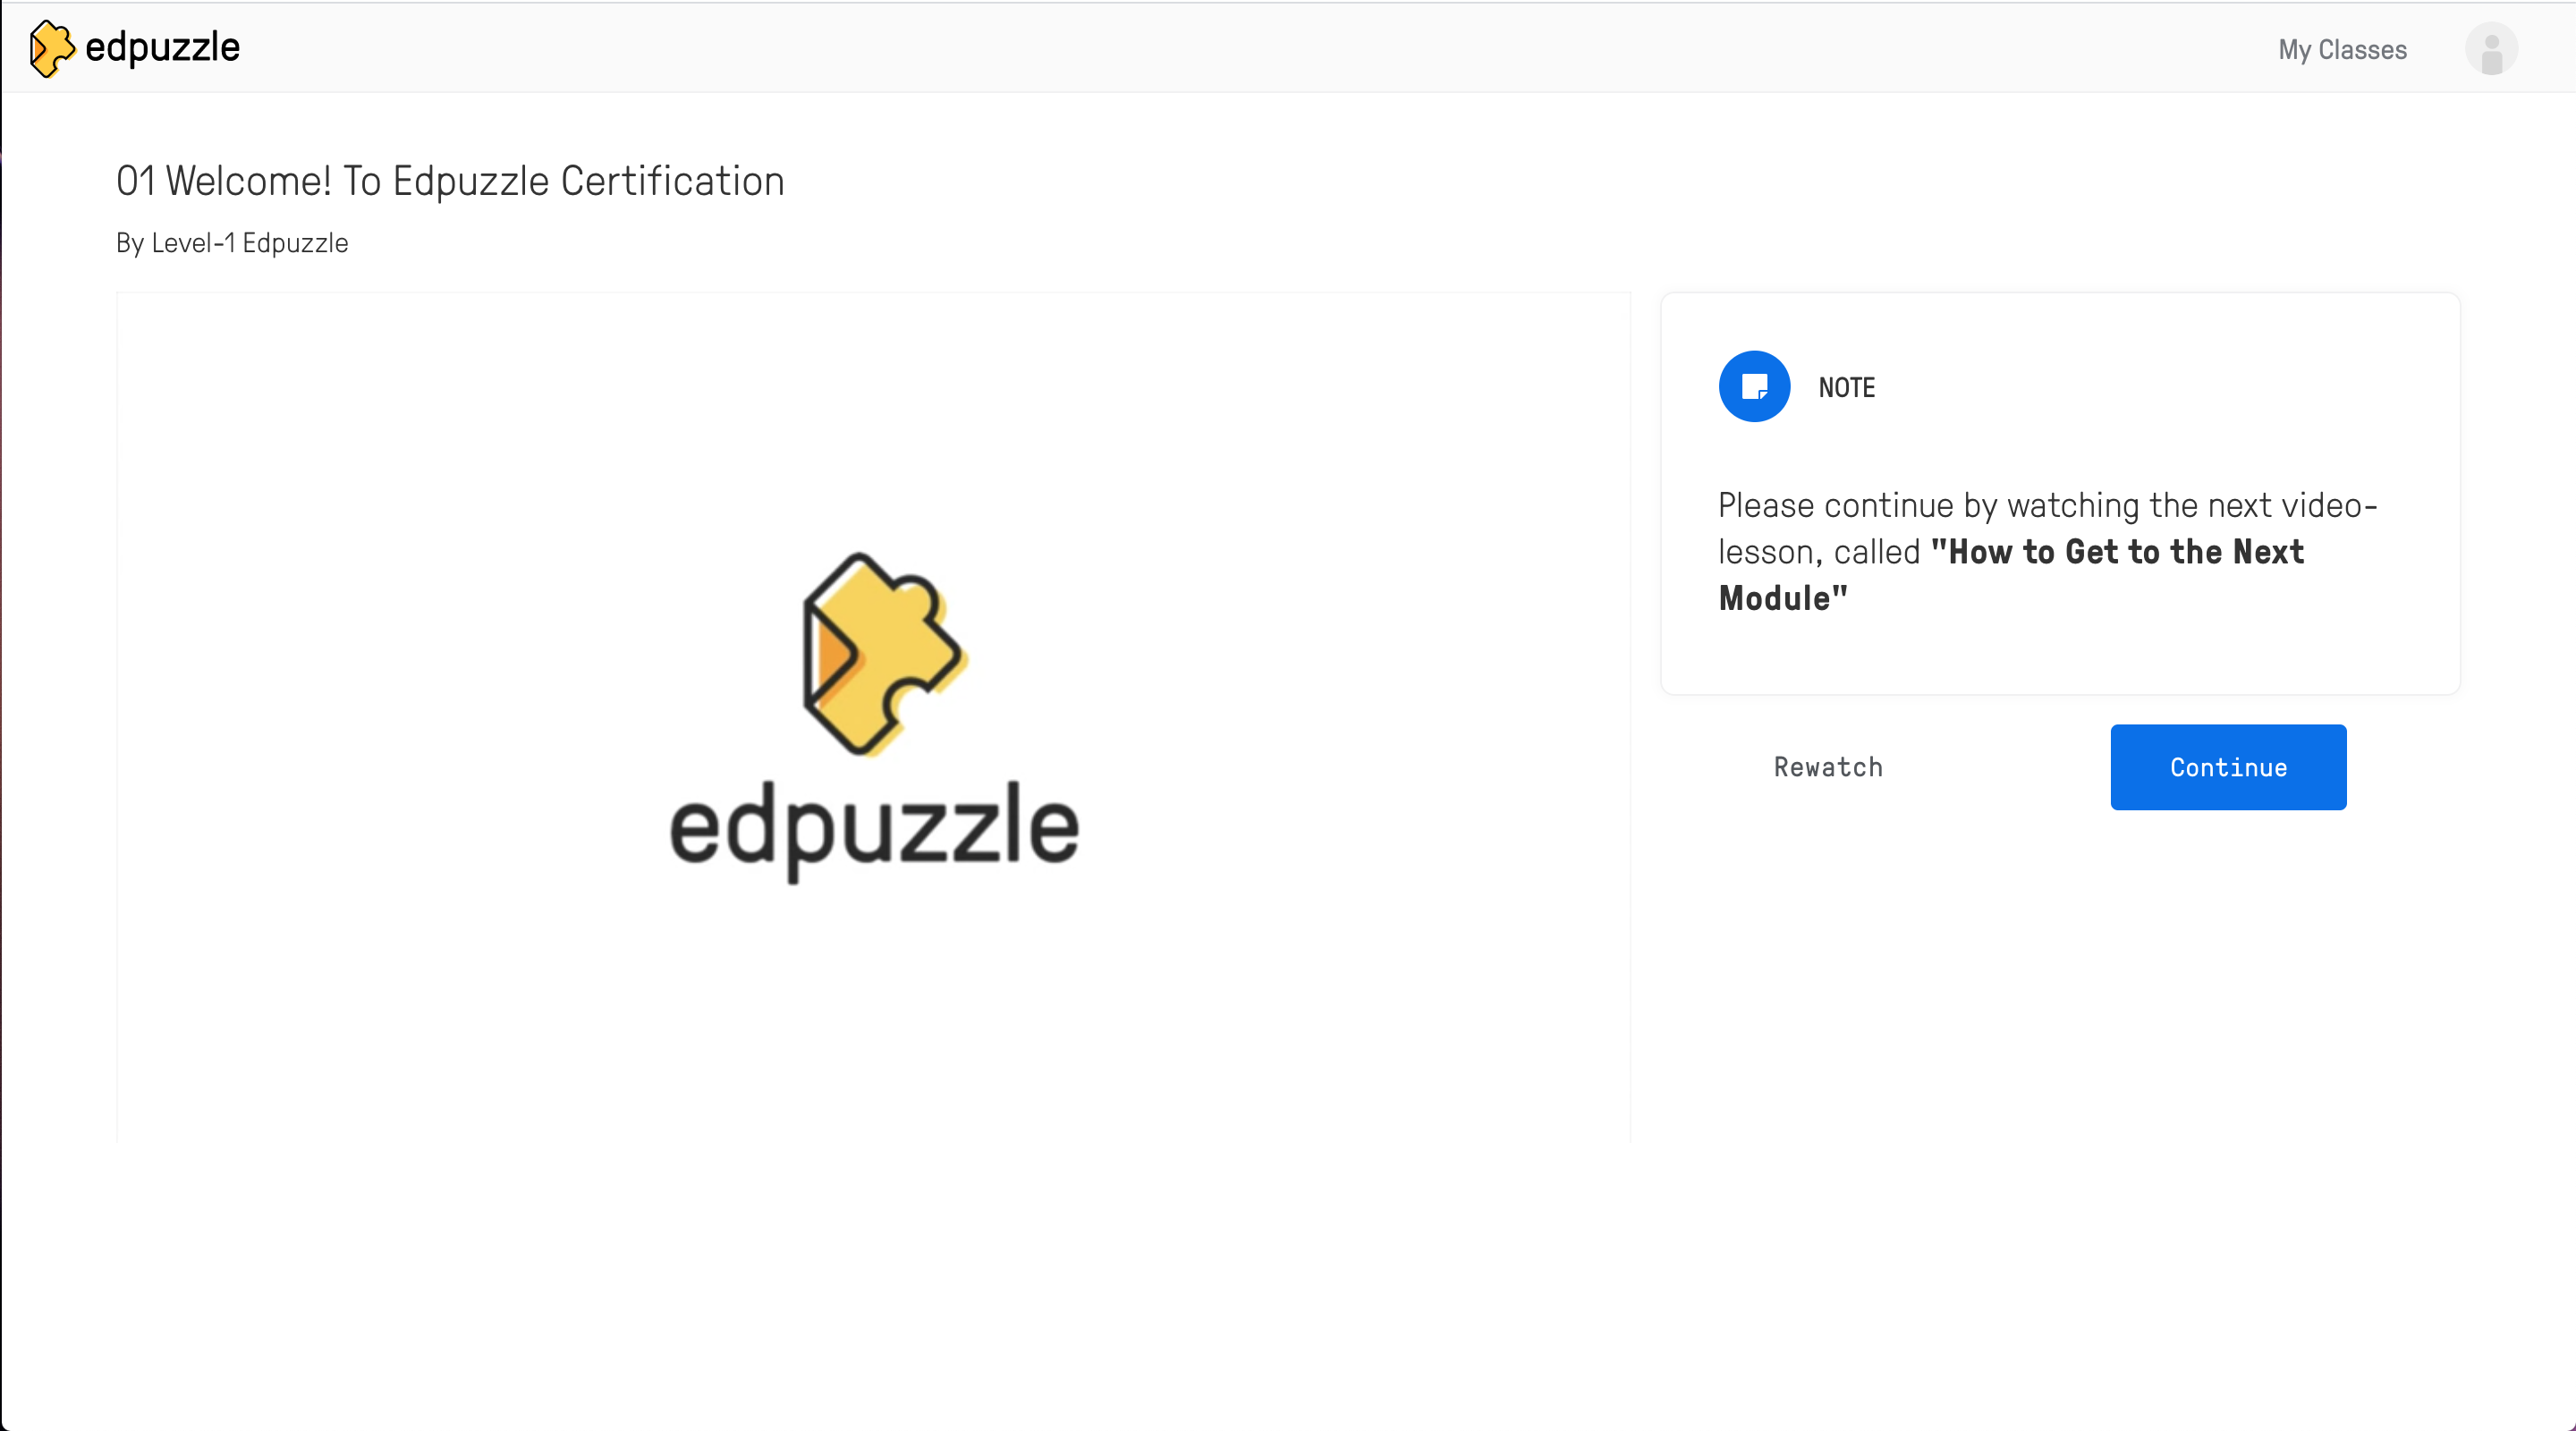 edpuzzle
My Classes
01 Welcome! To Edpuzzle Certification
By Level-1 Edpuzzle
edpuzzle
NOTE
Please continue by watching the next video-
lesson, called "How to Get to the Next
Module"
Rewatch
Continue